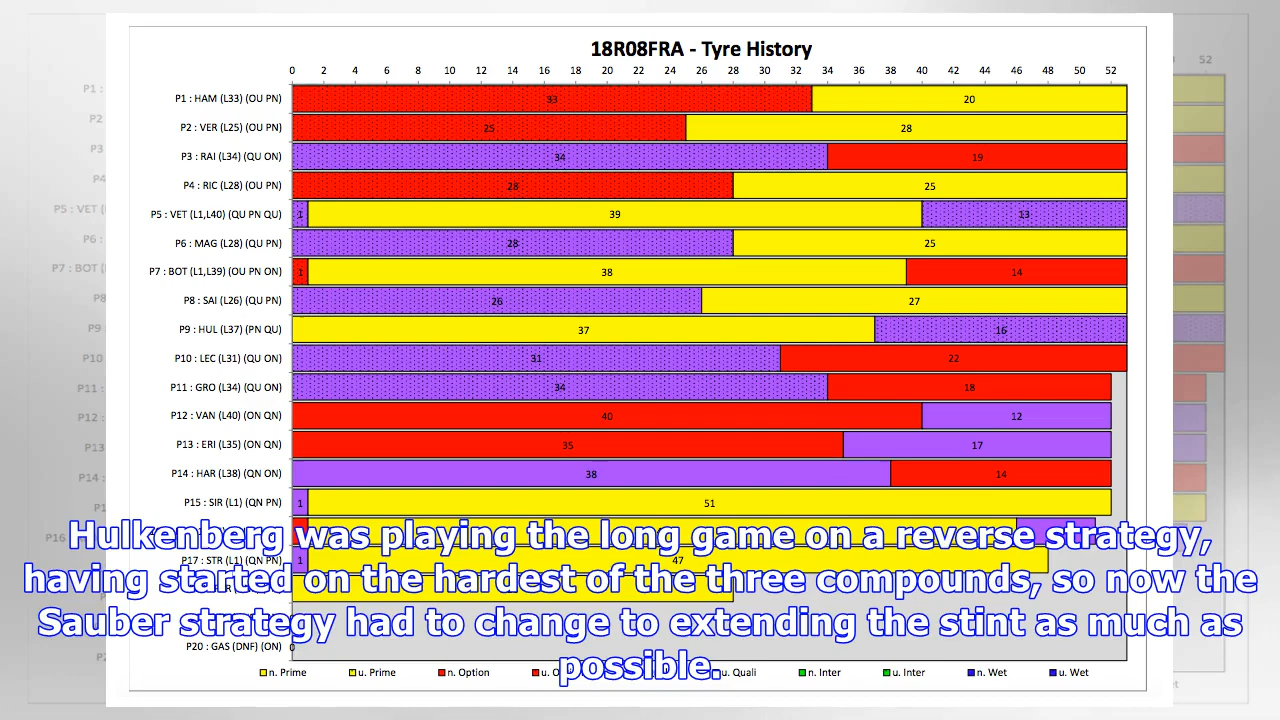 18R08FRA - Tyre History
0 2 4 6 8 10 12 14 16 18 20 22 24 26 28 30 32 34 36 38 40 42 44 46 48 50 52
P1 : HAM (L33) (OU PN) 33 20
P2 : VER (L25) (OU PN) 25 28
P3 : RAI (L34) (QU ON) 34 19
P4 : RIC (L28) (OU PN) 28 25
P5 : VET (L1,L40) (QU PN QU) 1 39 13
P6 : MAG (L28) (QU PN) 28 25
P7 : BOT (L1,L39) (OU PN ON) 1 38 14
P8 : SAI (L26) (QU PN) 26 27
P9 : HUL (L37) (PN QU) 37 16
P10 : LEC (L31) (QU ON) 31 22
P11 : GRO (L34) (QU ON) 34 18
P12 : VAN (L40) (ON QN) 40 12
P13 : ERI (L35) (ON QN) 35 17
P14 : HAR (L38) (QN ON) 38 14
P15 : SIR (L1) (QN PN) 1 51
Hulkenberg was playing the long game on a reverse strategy,
P17 : STR (L1) (QN PN) 1 47
having started on the hardest of the three compounds, so now the
Sauber strategy had to change to extending the stint as much as
P20 : GAS (DNF) (ON) 0
possible.
n. Prime u. Prime n. Option u. Quali n. Inter u. Inter n. Wet u. Wet